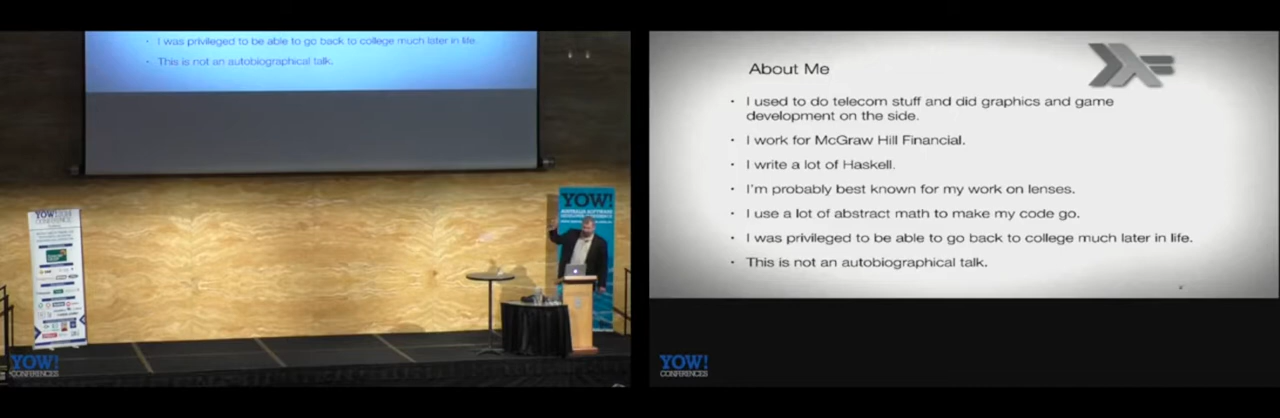 · I was privileged to be able to go back to college much later in life.
· This is not an autobiographical talk.
YOW!
CONFERENCE
YOW!
AUSTRALIA SOFTWARE
YOW!
CONFERENCES
About Me
· I used to do telecom stuff and did graphics and game
development on the side.
· I work for McGraw Hill Financial.
· I write a lot of Haskell.
· I'm probably best known for my work on lenses.
· I use a lot of abstract math to make my code go.
· I was privileged to be able to go back to college much later in life.
· This is not an autobiographical talk.
YOW!
CONFERENCES